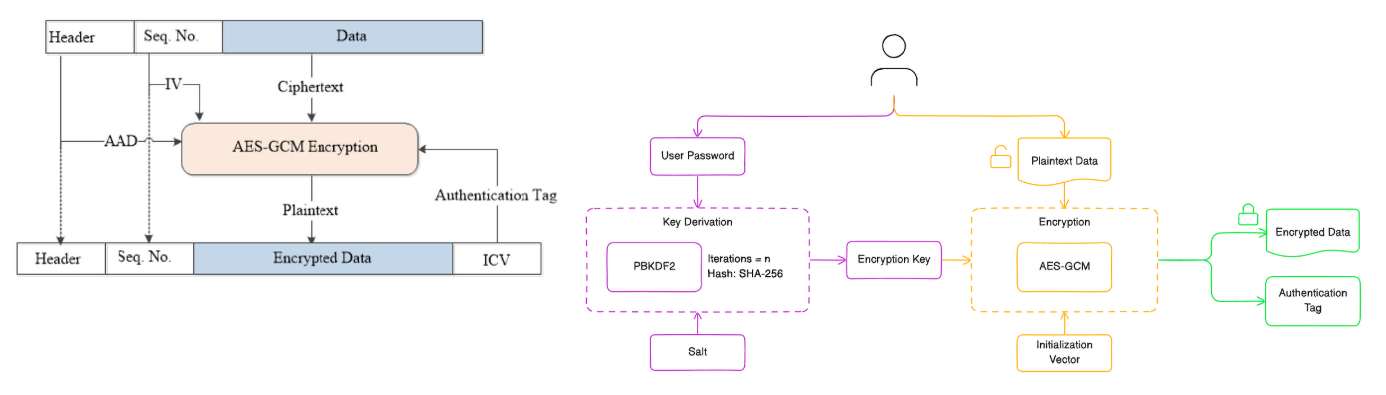 Header
Seq. No.
Data
IV
Ciphertext
AAD
AES-GCM Encryption
Plaintext
Authentication Tag
Header
Seq. No.
Encrypted Data
ICV
User Password
Plaintext Data
Key Derivation
PBKDF2
Iterations = n
Hash: SHA-256
Salt
Encryption Key
Encryption
AES-GCM
Initialization
Vector
Encrypted Data
Authentication
Tag